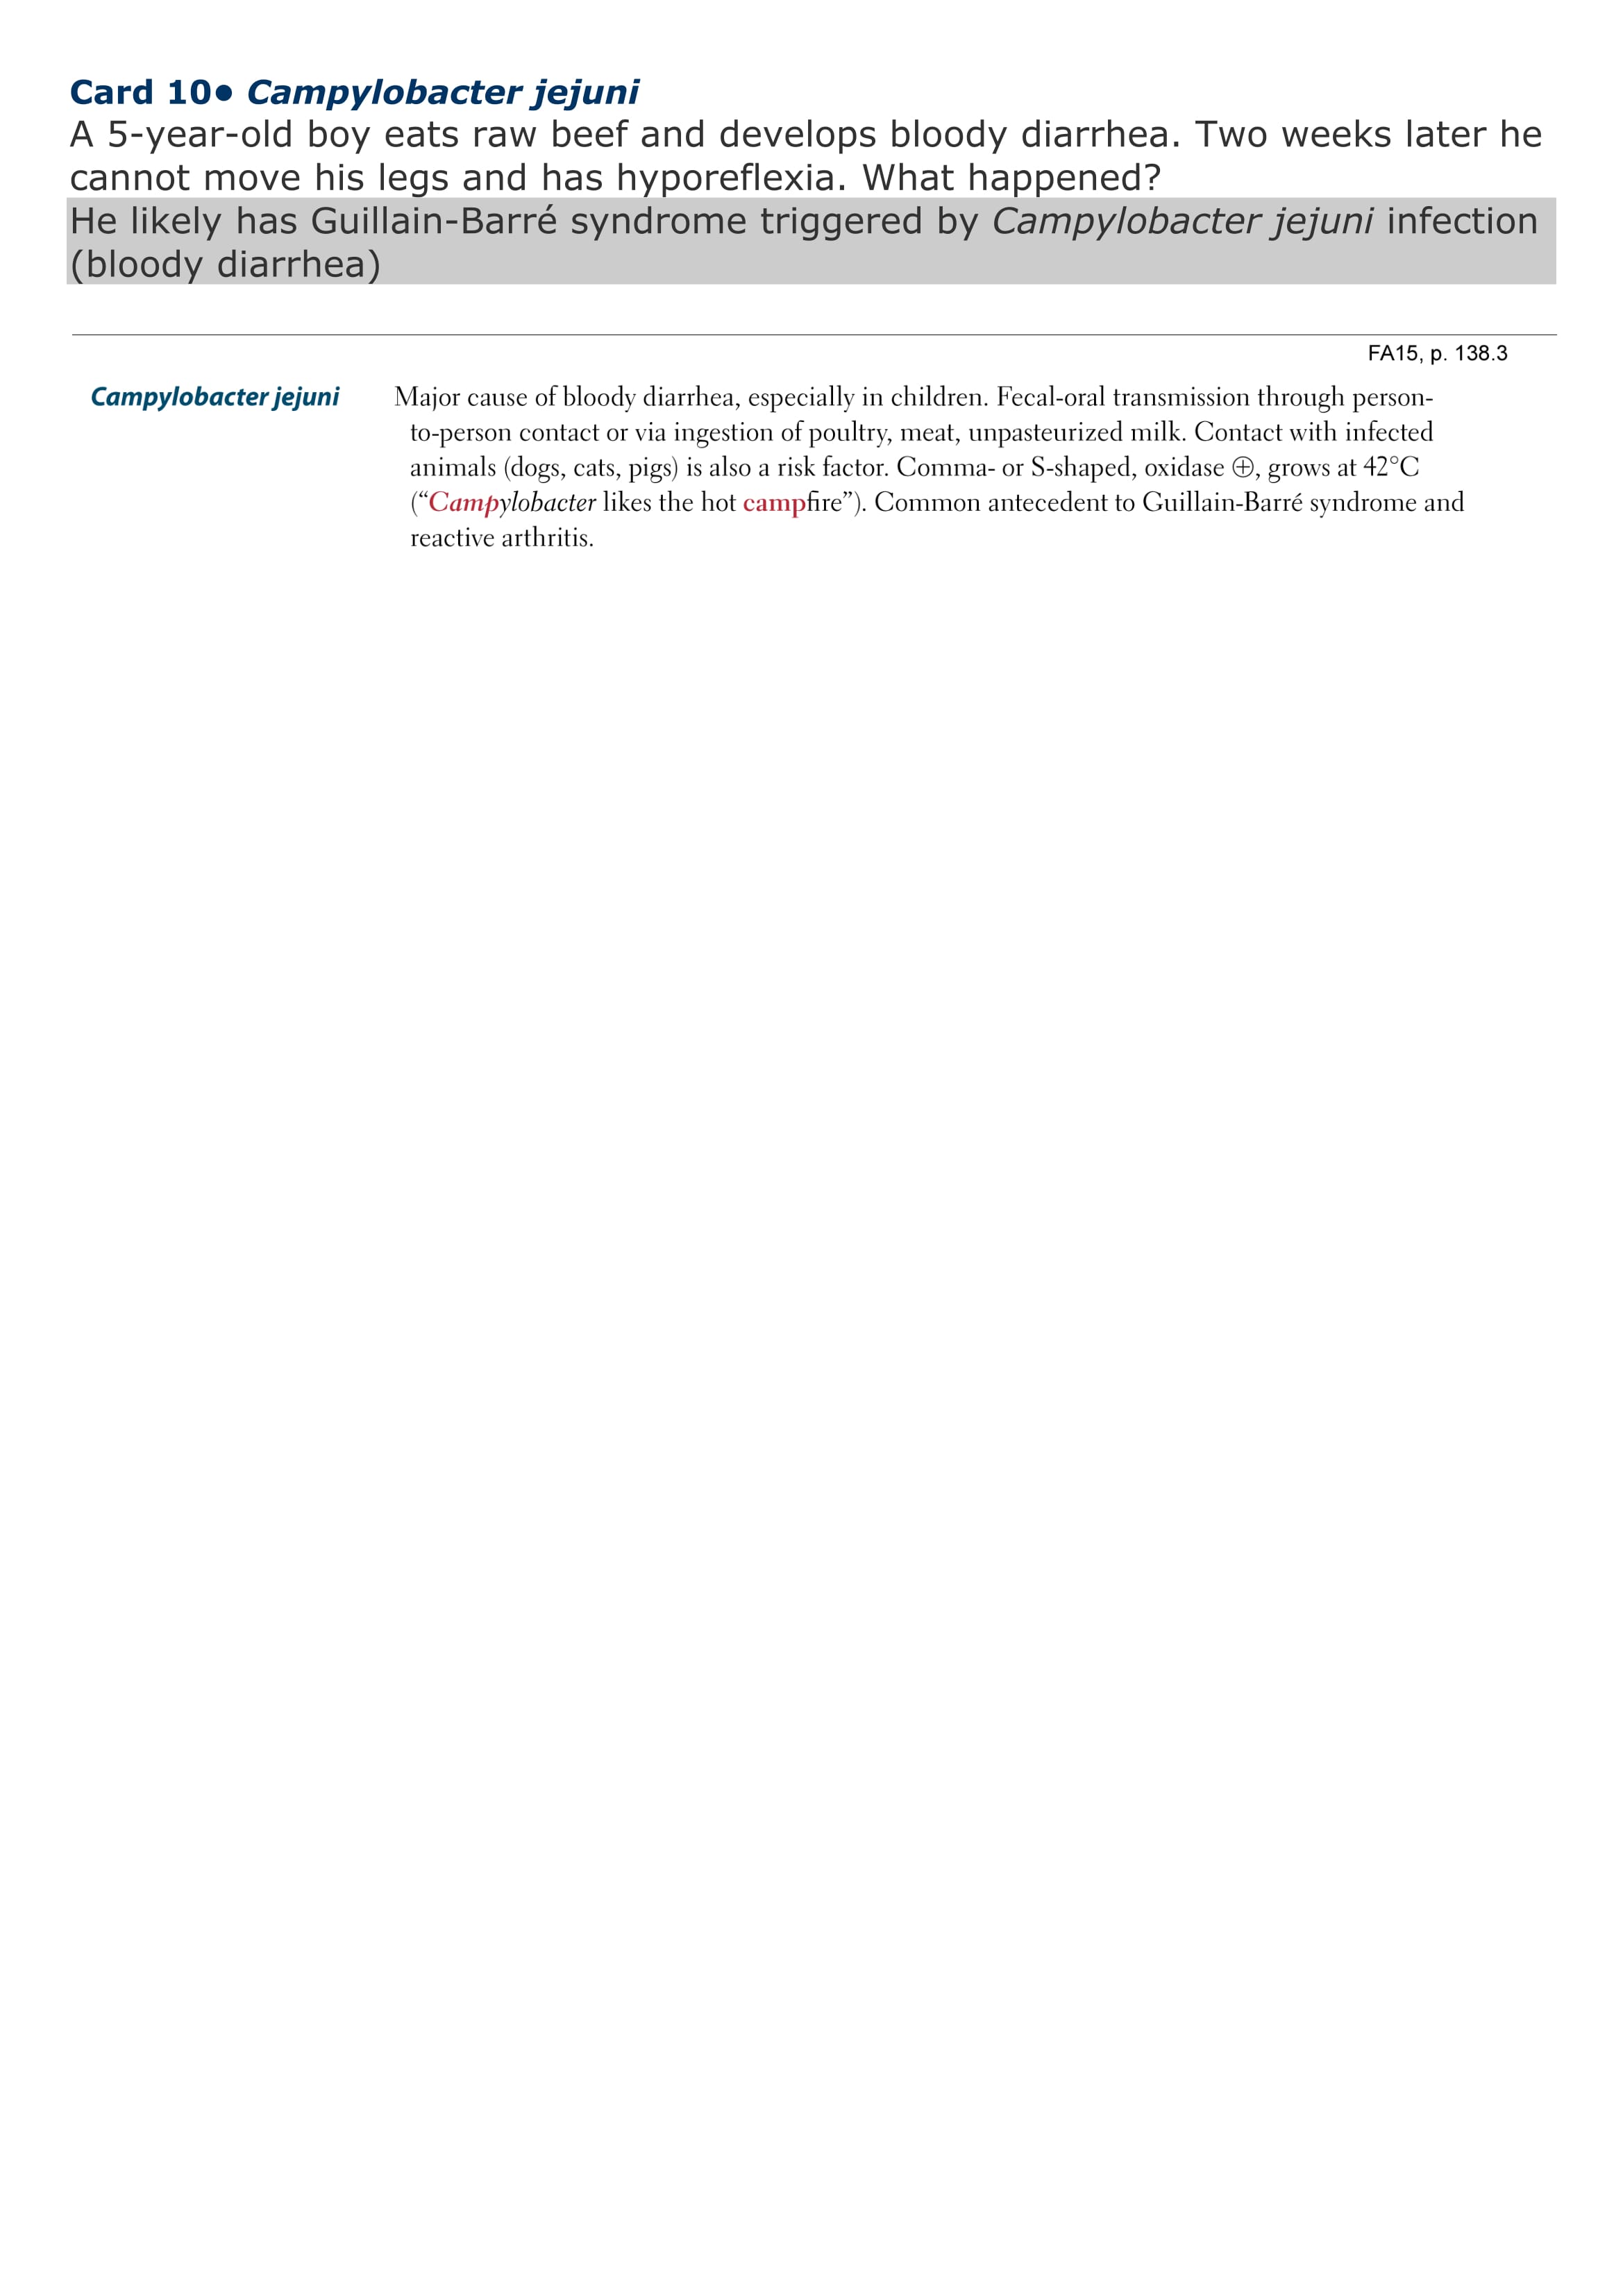 Card 10● Campylobacter jejuni
A 5-year-old boy eats raw beef and develops bloody diarrhea. Two weeks later he
cannot move his legs and has hyporeflexia. What happened?
He likely has Guillain-Barré syndrome triggered by Campylobacter jejuni infection
(bloody diarrhea)
FA15, p. 138.3
Campylobacter jejuni Major cause of bloody diarrhea, especially in children. Fecal-oral transmission through person-
to-person contact or via ingestion of poultry, meat, unpasteurized milk. Contact with infected
animals (dogs, cats, pigs) is also a risk factor. Comma- or S-shaped, oxidase ⊕, grows at 42°C
(“Campylobacter likes the hot campfire”). Common antecedent to Guillain-Barré syndrome and
reactive arthritis.